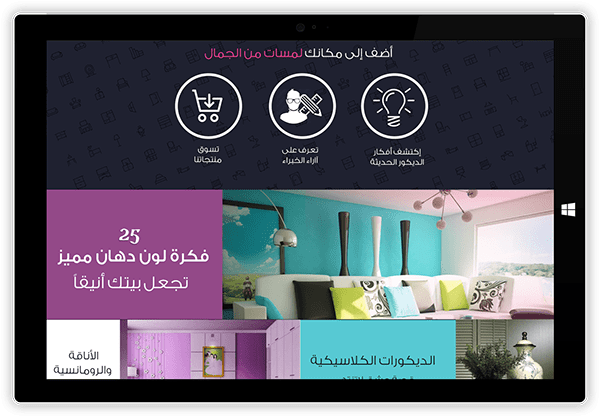 أضف إلى مكانك لمسات من الجمال
إكتشف أفكار
الديكور الحديثة
تعرف على
آراء الخبراء
تسوق
منتجاتنا
25
فكرة لون دهان مميز
تجعل بيتك أنيقاً
الديكورات الكلاسيكية
الأناقة
والرومانسية